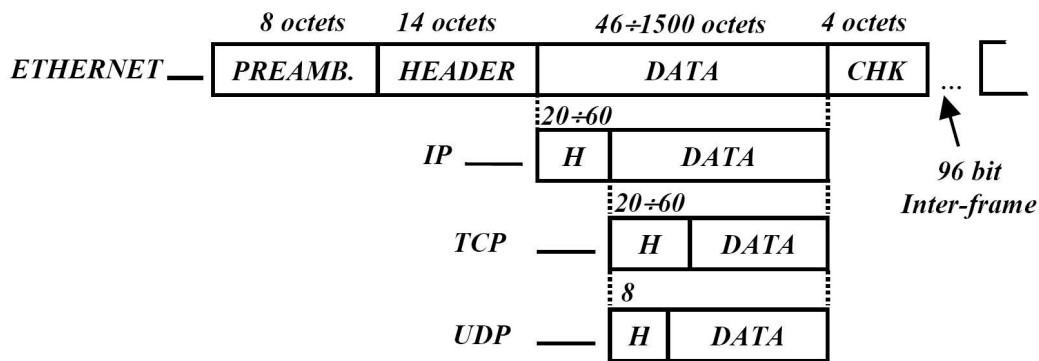 8 octets 14 octets 46÷1500 octets 4 octets
ETHERNET PREAMB. HEADER DATA CHK ...
20÷60
IP H DATA
96 bit
Inter-frame
20÷60
TCP H DATA
8
UDP H DATA